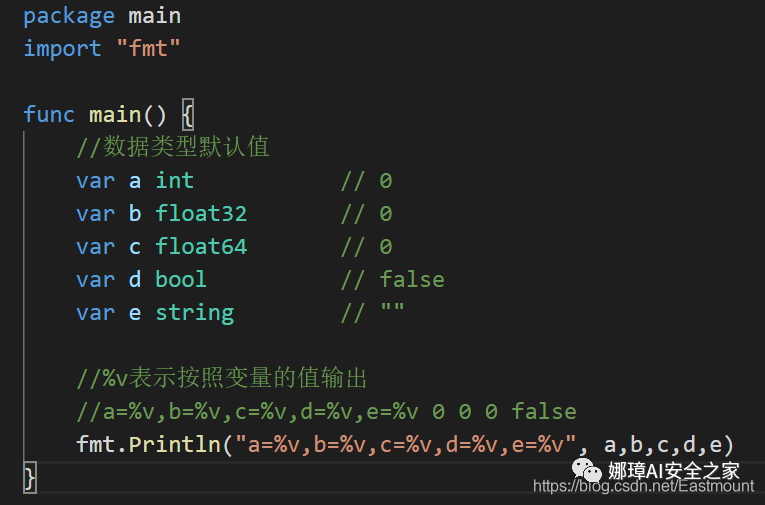 package main
import "fmt"
func main() {
//数据类型默认值
var a int // 0
var b float32 // 0
var c float64 // 0
var d bool // false
var e string // ""
//%v表示按照变量的值输出
//a=%v,b=%v,c=%v,d=%v,e=%v 0 0 0 false
fmt.Println("a=%v,b=%v,c=%v,d=%v,e=%v", a,b,c,d,e)
}
娜璋AI安全之家
https://blog.csdn.net/Eastmount